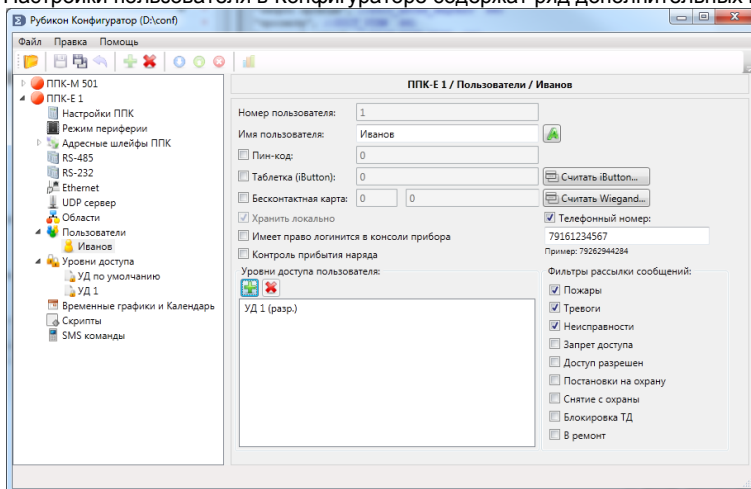 Настройки пользователя в Конфигураторе содержат ряд дополнительных
Рубикон Конфигуратор (D:\conf)
Файл Правка Помощь
ППК-М 501
ППК-Е 1
Настройки ППК
Режим периферии
Адресные шлейфы ППК
RS-485
RS-232
Ethernet
UDP сервер
Области
Пользователи
Иванов
Уровни доступа
УД по умолчанию
УД 1
Временные графики и Календарь
Скрипты
SMS команды
ППК-Е 1 / Пользователи / Иванов
Номер пользователя: 1
Имя пользователя: Иванов
Пин-код: 0
Таблетка (iButton): 0 Считать iButton...
Бесконтактная карта: 0 0 Считать Wiegand...
Хранить локально
Имеет право логинится в консоли прибора
Контроль прибытия наряда
Телефонный номер:
79161234567
Пример: 79262944284
Уровни доступа пользователя:
УД 1 (разр.)
Фильтры рассылки сообщений:
Пожары
Тревоги
Неисправности
Запрет доступа
Доступ разрешен
Постановки на охрану
Снятие с охраны
Блокировка ТД
В ремонт